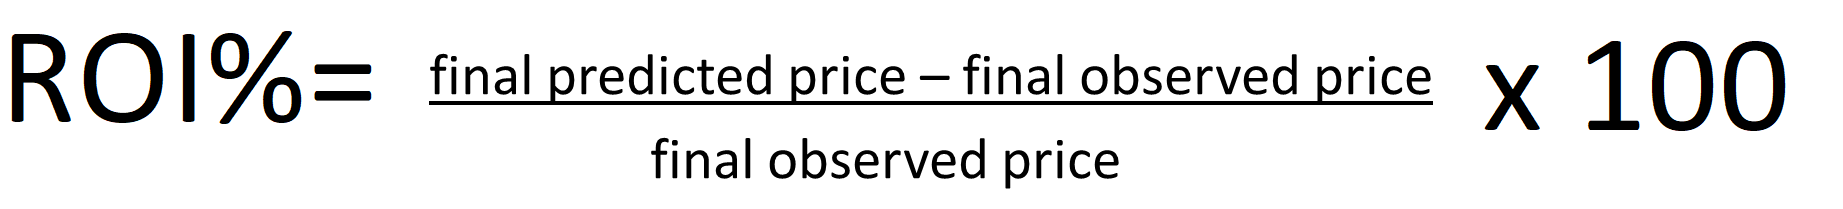 ROI%= final predicted price – final observed price x 100
final observed price